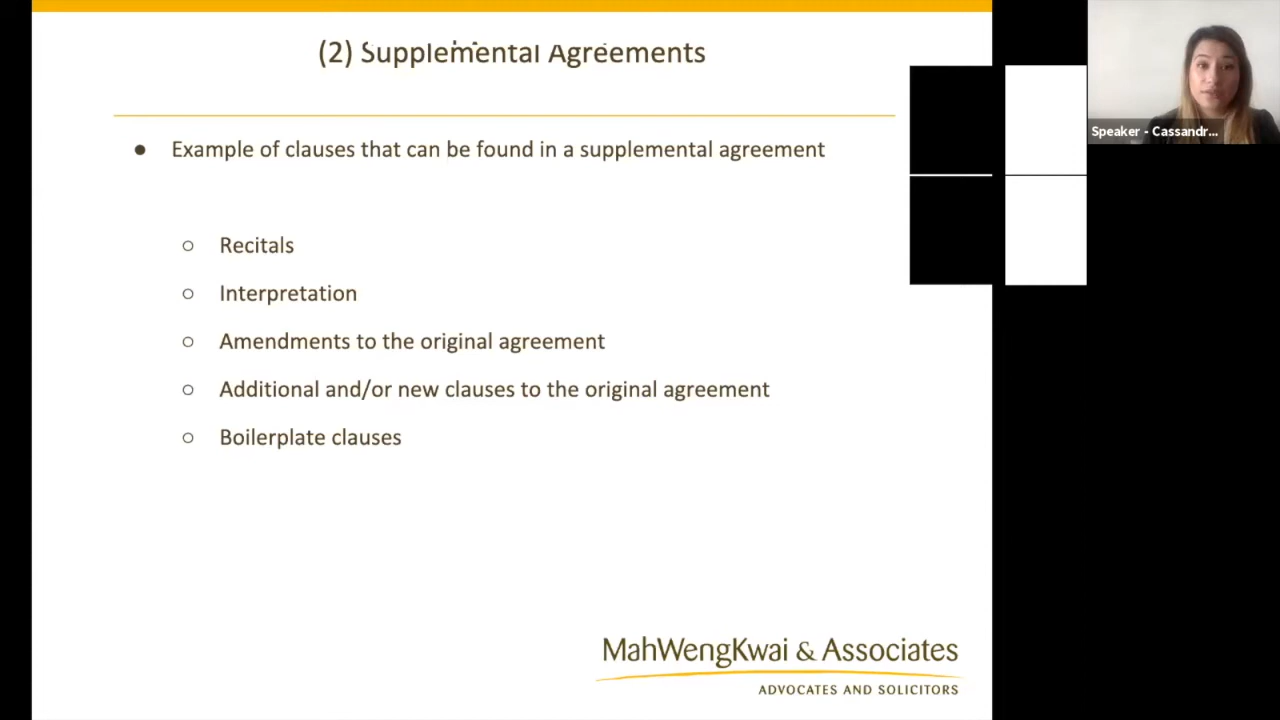 (2) Supplemental Agreements
Speaker - Cassandr...
● Example of clauses that can be found in a supplemental agreement
○ Recitals
○ Interpretation
○ Amendments to the original agreement
○ Additional and/or new clauses to the original agreement
○ Boilerplate clauses
MahWengKwai & Associates
ADVOCATES AND SOLICITORS